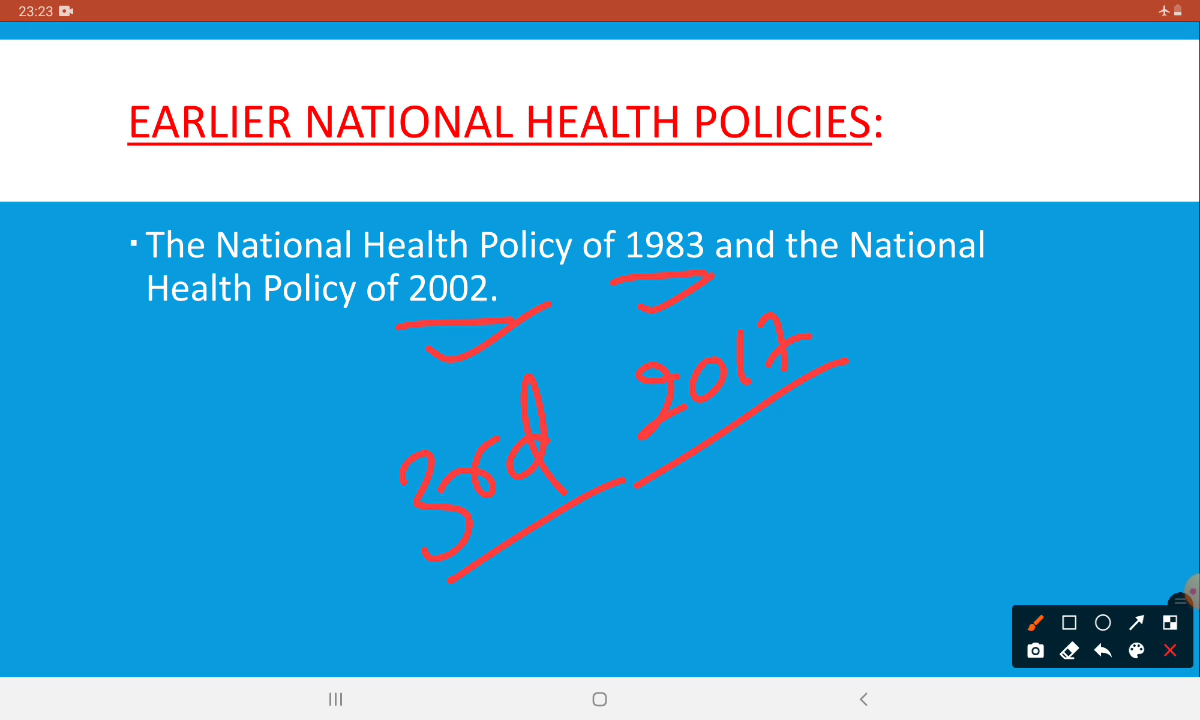 23:23
EARLIER NATIONAL HEALTH POLICIES:
▪ The National Health Policy of 1983 and the National
Health Policy of 2002.
3rd 2017